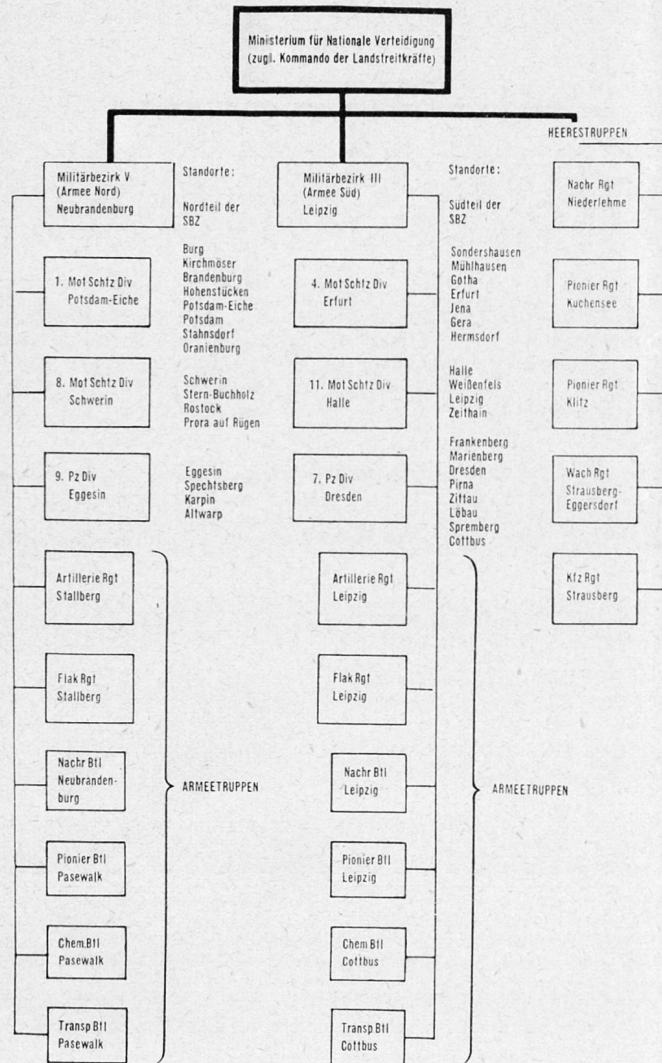 Ministerium für Nationale Verteidigung
(zugl. Kommando der Landstreitkräfte)
HEERESTRUPPEN
Militärbezirk V
(Armee Nord)
Neubrandenburg
Standorte:
Nordteil der
SBZ
Militärbezirk III
(Armee Süd)
Leipzig
Standorte:
Südteil der
SBZ
Nachr Rgt
Niederlehme
1. Mot Schtz Div
Potsdam-Eiche
Burg
Kirchmöser
Brandenburg
Hohenstücken
Potsdam-Eiche
Potsdam
Stahnsdorf
Oranienburg
4. Mot Schtz Div
Erfurt
Sondershausen
Mühlhausen
Gotha
Erfurt
Jena
Gera
Hermsdorf
Pionier Rgt
Kuchensee
8. Mot Schtz Div
Schwerin
Schwerin
Stern-Buchholz
Rostock
Prora auf Rügen
11. Mot Schtz Div
Halle
Halle
Weißenfels
Leipzig
Zeithain
Pionier Rgt
Klitz
9. Pz Div
Eggesin
Eggesin
Spechtsberg
Karpin
Altwarp
7. Pz Div
Dresden
Frankenberg
Marienberg
Dresden
Pirna
Zittau
Löbau
Spremberg
Cottbus
Wach Rgt
Strausberg-
Eggersdorf
Artillerie Rgt
Stallberg
Artillerie Rgt
Leipzig
Kfz Rgt
Strausberg
Flak Rgt
Stallberg
Flak Rgt
Leipzig
Nachr Btl
Neubranden-
burg
ARMEETRUPPEN
Nachr Btl
Leipzig
ARMEETRUPPEN
Pionier Btl
Pasewalk
Pionier Btl
Leipzig
Chem.Btl
Pasewalk
Chem Btl
Cottbus
Transp Btl
Pasewalk
Transp Btl
Cottbus